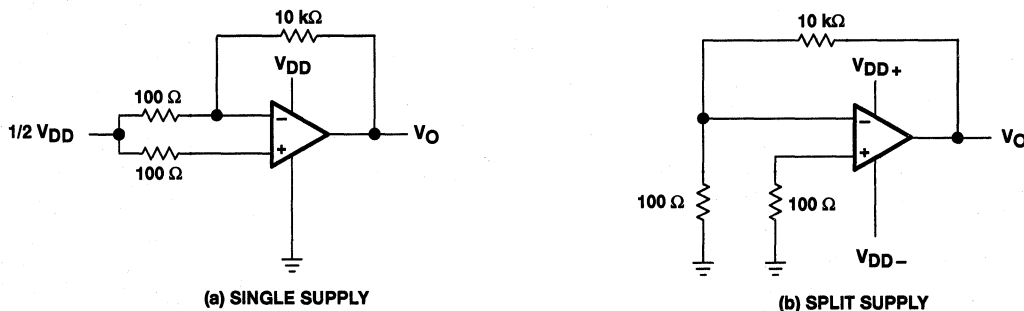 10 kΩ
VDD
100 Ω
1/2 VDD
−
+
VO
100 Ω
(a) SINGLE SUPPLY
10 kΩ
VDD+
−
+
VO
100 Ω
100 Ω
VDD−
(b) SPLIT SUPPLY